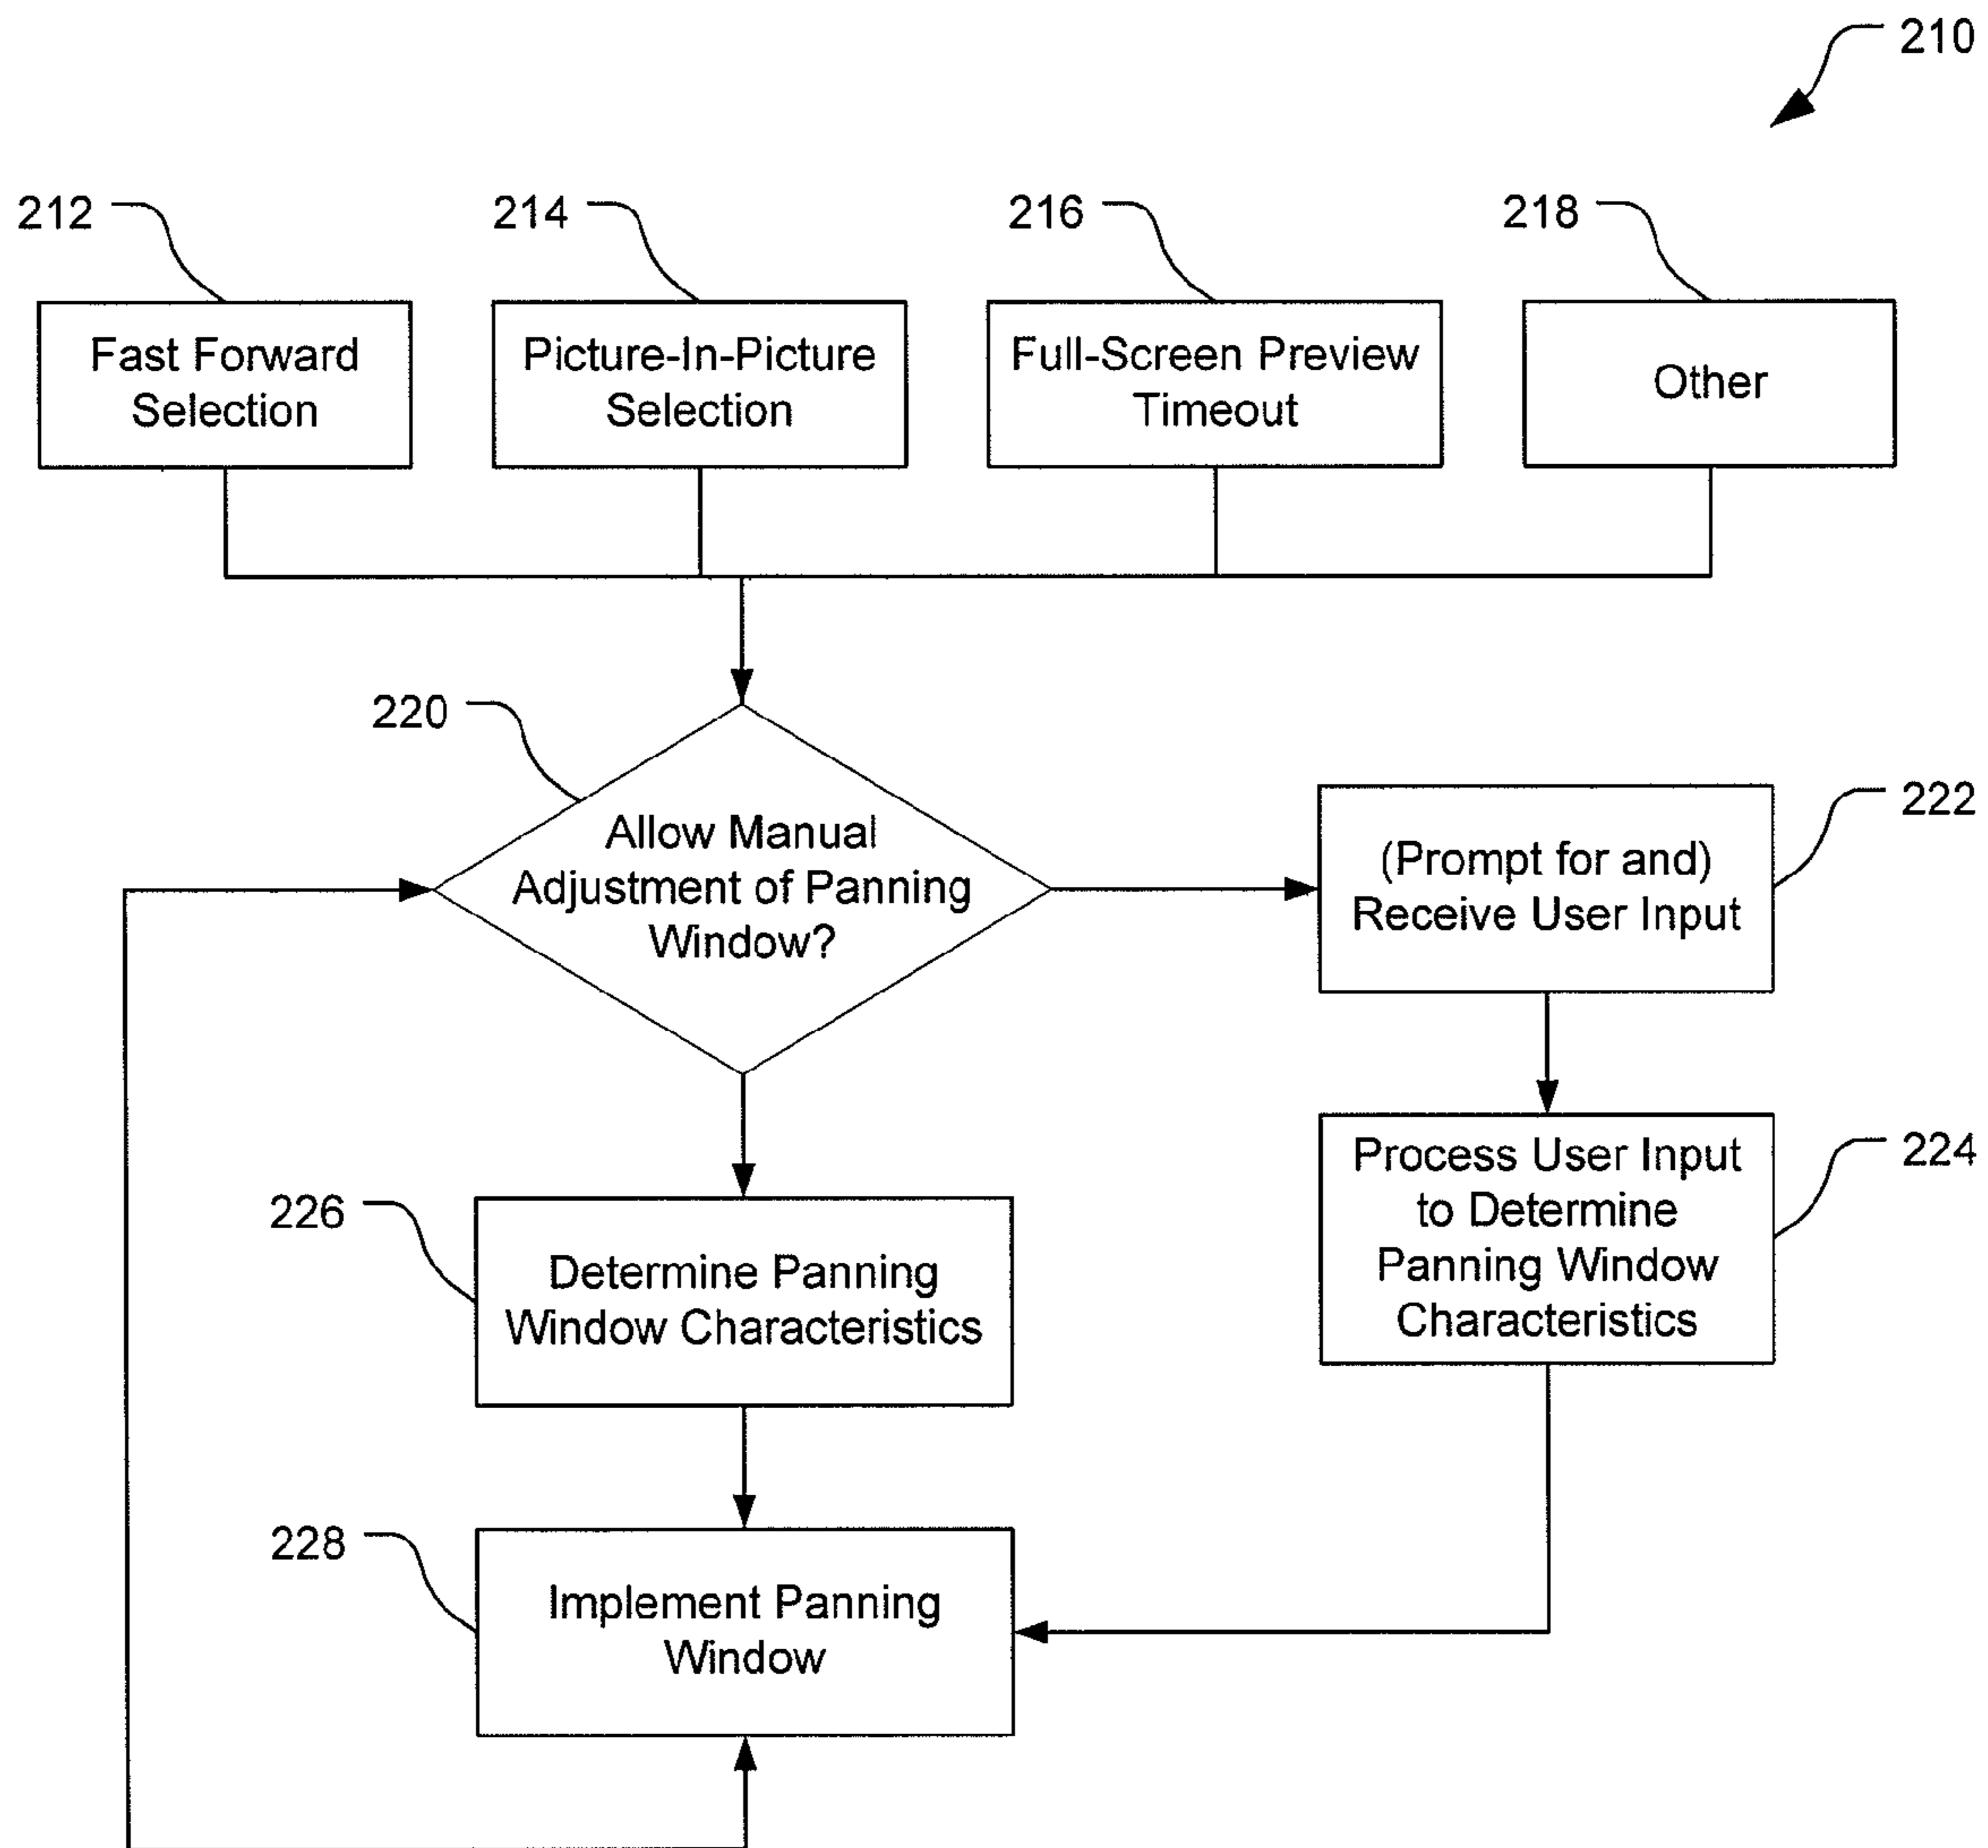 210
212
214
216
218
Fast Forward
Selection
Picture-In-Picture
Selection
Full-Screen Preview
Timeout
Other
220
Allow Manual
Adjustment of Panning
Window?
222
(Prompt for and)
Receive User Input
224
Process User Input
to Determine
Panning Window
Characteristics
226
Determine Panning
Window Characteristics
228
Implement Panning
Window